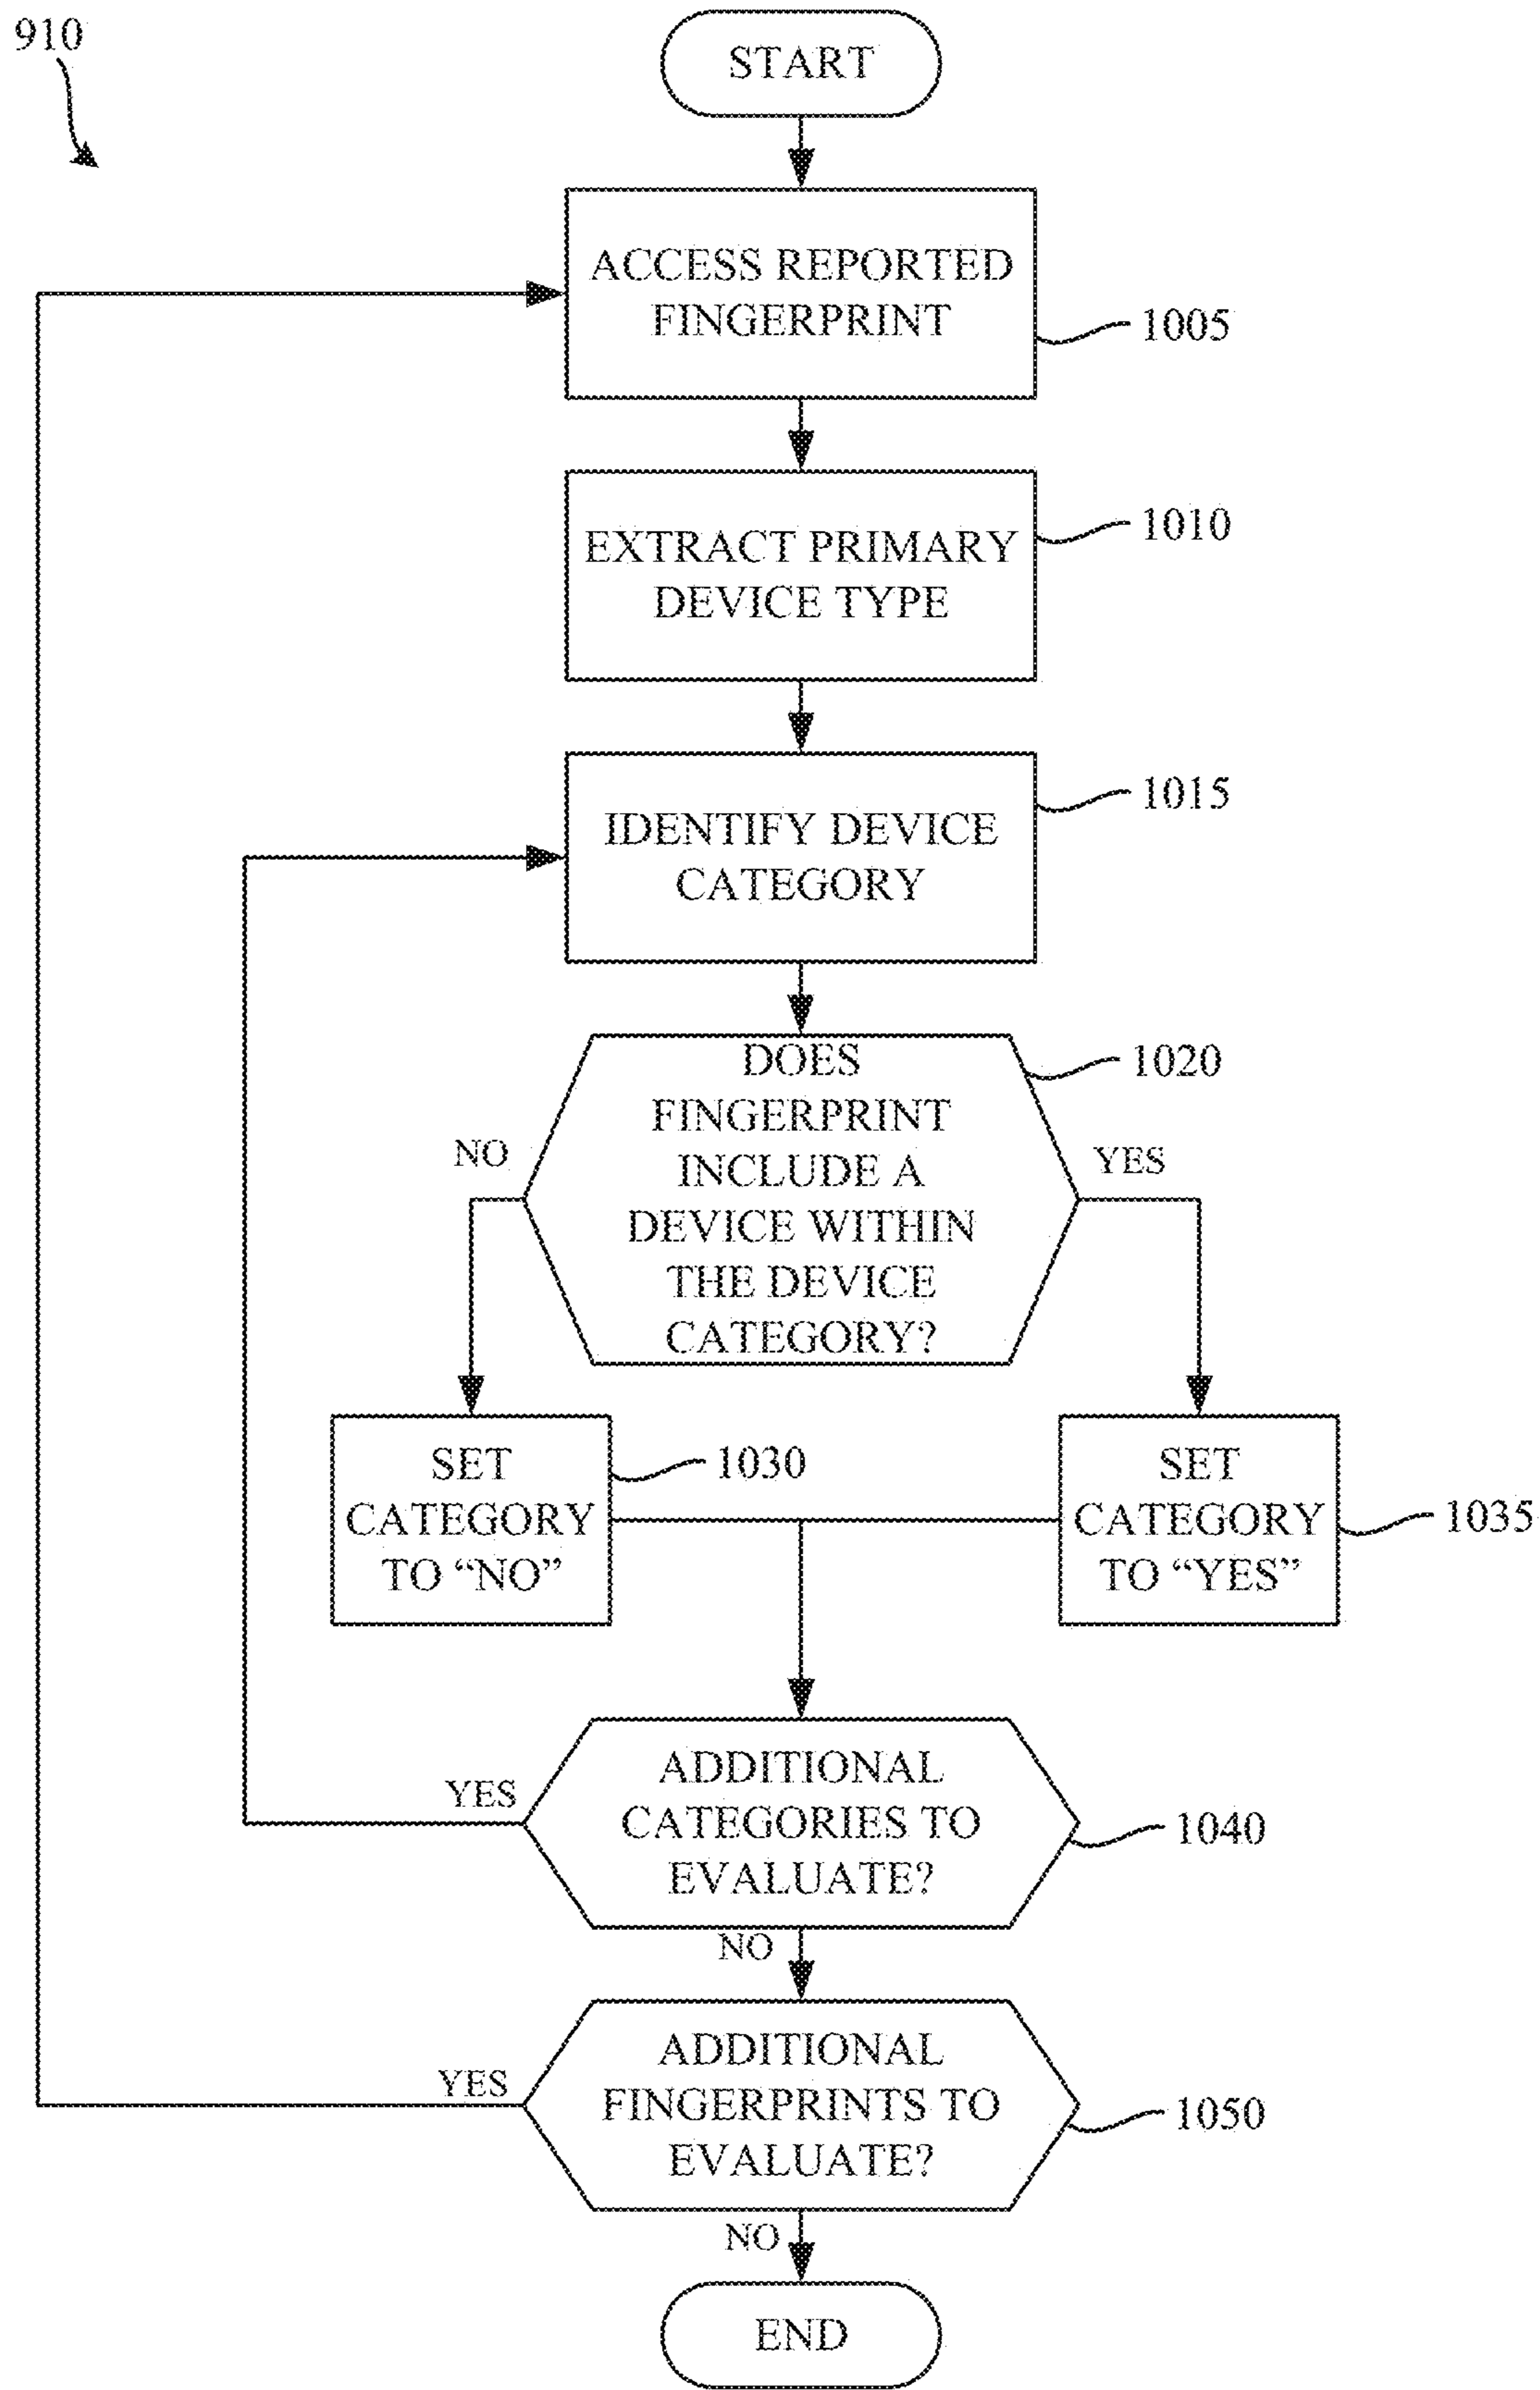 910
START
ACCESS REPORTED
FINGERPRINT
1005
EXTRACT PRIMARY
DEVICE TYPE
1010
IDENTIFY DEVICE
CATEGORY
1015
DOES
FINGERPRINT
INCLUDE A
DEVICE WITHIN
THE DEVICE
CATEGORY?
1020
NO
YES
SET
CATEGORY
TO “NO”
1030
SET
CATEGORY
TO “YES”
1035
ADDITIONAL
CATEGORIES TO
EVALUATE?
YES
1040
NO
ADDITIONAL
FINGERPRINTS TO
EVALUATE?
YES
1050
NO
END